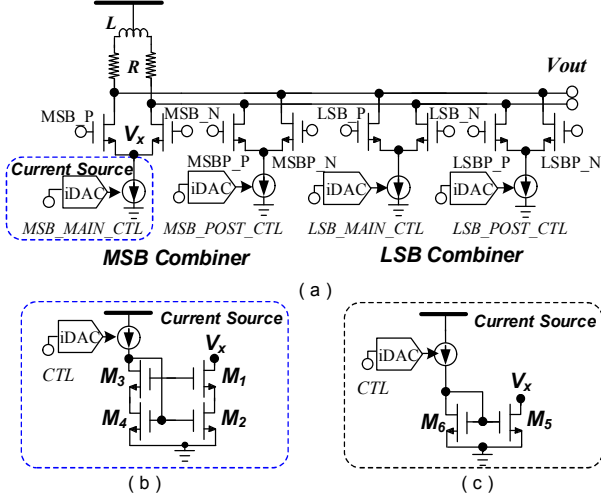 L
R
Vout
MSB_P
MSB_N
LSB_P
LSB_N
Vx
MSBP_P
MSBP_N
LSBP_P
LSBP_N
Current Source
iDAC
iDAC
iDAC
iDAC
MSB_MAIN_CTL
MSB_POST_CTL
LSB_MAIN_CTL
LSB_POST_CTL
MSB Combiner
LSB Combiner
( a )
Current Source
iDAC
CTL
Vx
M3
M1
M4
M2
( b )
Current Source
iDAC
CTL
Vx
M6
M5
( c )